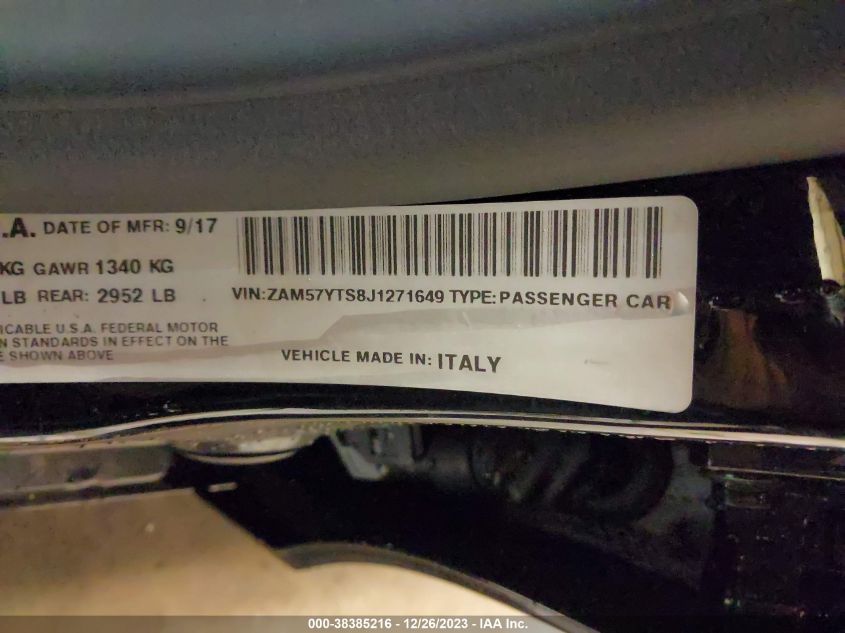 .A. DATE OF MFR: 9/17
KG GAWR 1340 KG
LB REAR: 2952 LB
VIN:ZAM57YTS8J1271649 TYPE:PASSENGER CAR
ICABLE U.S.A. FEDERAL MOTOR
N STANDARDS IN EFFECT ON THE
E SHOWN ABOVE
VEHICLE MADE IN: ITALY
000-38385216 - 12/26/2023 - IAA Inc.